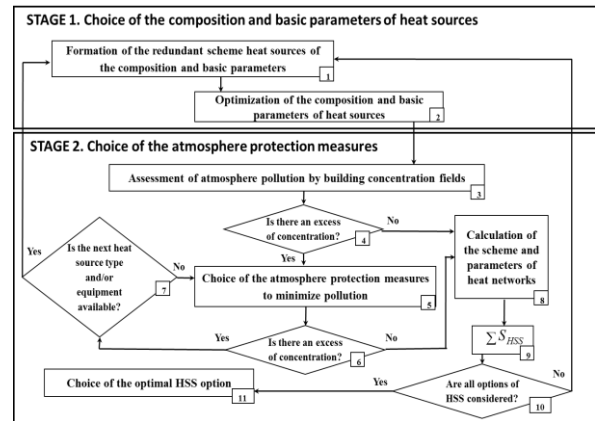 STAGE 1. Choice of the composition and basic parameters of heat sources
Formation of the redundant scheme heat sources of
the composition and basic parameters
1
Optimization of the composition and basic
parameters of heat sources
2
STAGE 2. Choice of the atmosphere protection measures
Assessment of atmosphere pollution by building concentration fields
3
Is there an excess
of concentration?
4
No
Yes
Calculation of
the scheme and
parameters of
heat networks
8
Yes
Is the next heat
source type
and/or
equipment
available?
7
No
Choice of the atmosphere protection measures
to minimize pollution
5
Yes
Is there an excess
of concentration?
6
No
∑ S_HSS
9
Choice of the optimal HSS option
11
Yes
Are all options of
HSS considered?
10
No